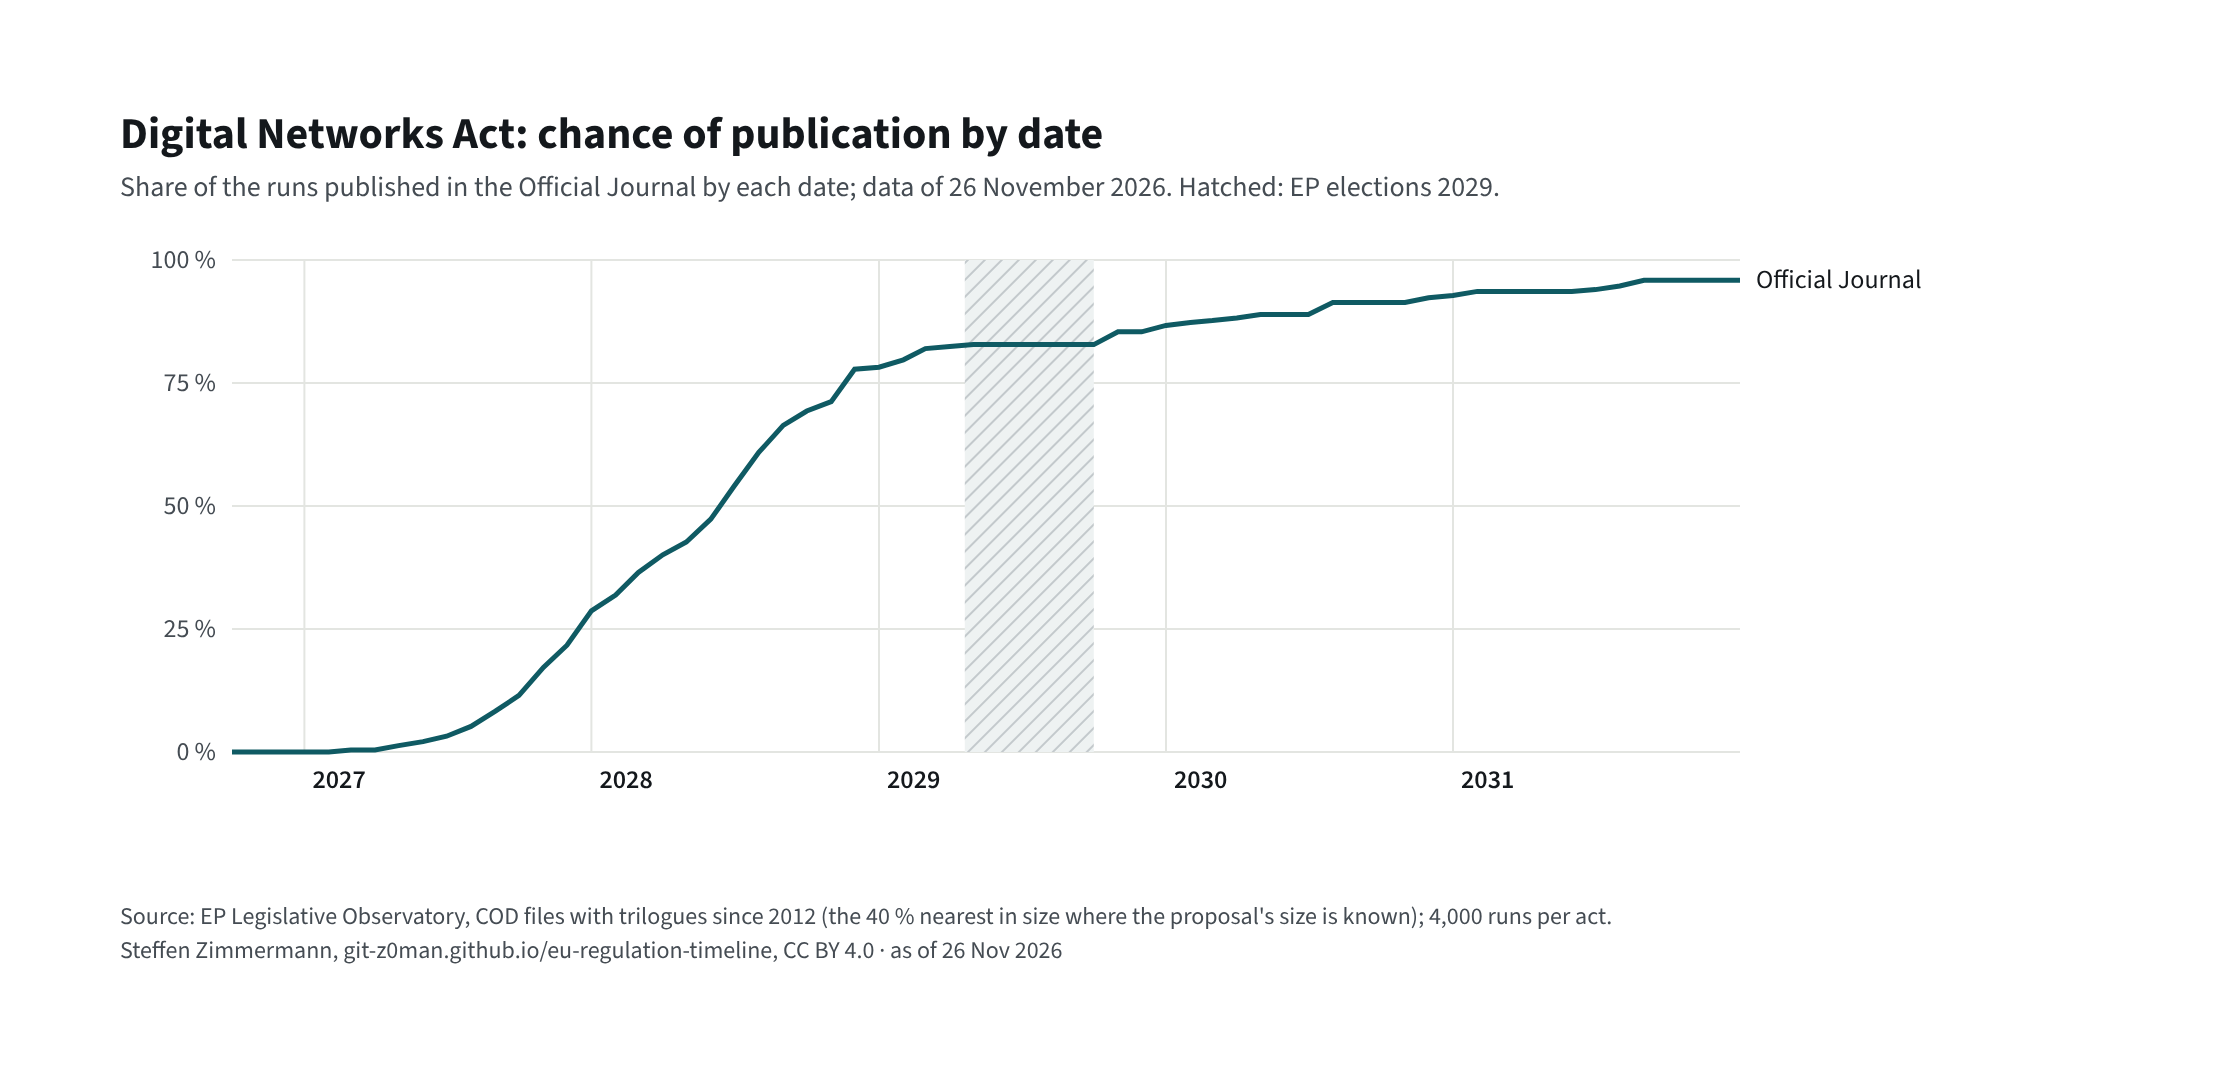 Digital Networks Act: chance of publication by date
Share of the runs published in the Official Journal by each date; data of 26 November 2026. Hatched: EP elections 2029.
100 %
Official Journal
75 %
50 %
25 %
0 %
2027 2028 2029 2030 2031
Source: EP Legislative Observatory, COD files with trilogues since 2012 (the 40 % nearest in size where the proposal's size is known); 4,000 runs per act.
Steffen Zimmermann, git-z0man.github.io/eu-regulation-timeline, CC BY 4.0 · as of 26 Nov 2026